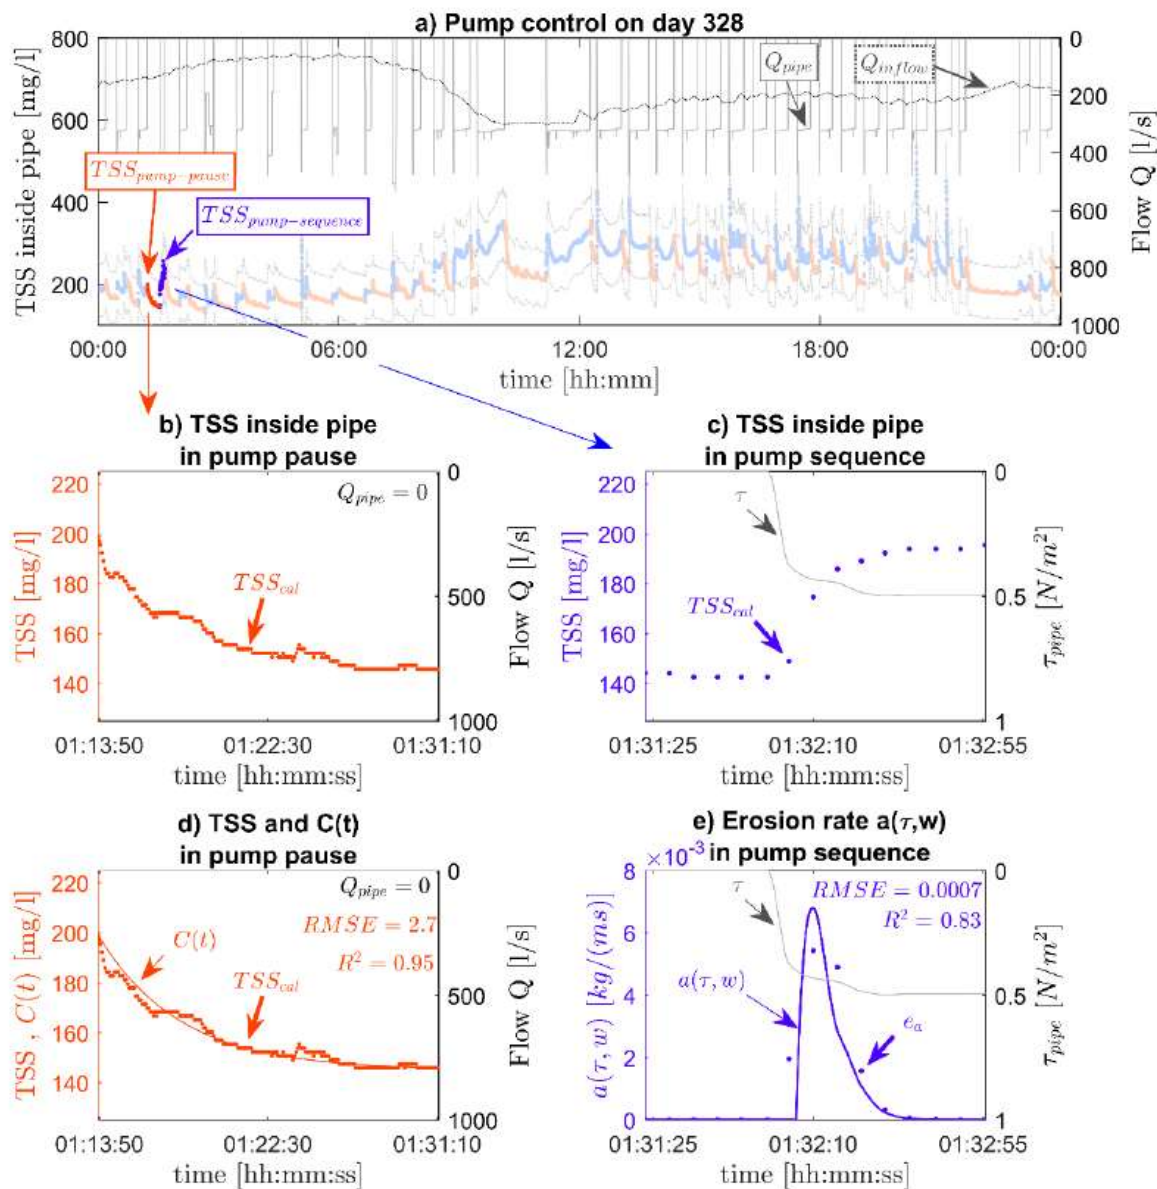 a) Pump control on day 328
TSS inside pipe [mg/l]
800
600
400
200
0
200
400
600
800
1000
Flow Q [l/s]
Q_pipe
Q_inflow
TSS_pump-pause
TSS_pump-sequence
00:00
06:00
12:00
18:00
00:00
time [hh:mm]
b) TSS inside pipe
in pump pause
TSS [mg/l]
220
200
180
160
140
Q_pipe = 0
TSS_cal
0
500
1000
Flow Q [l/s]
01:13:50
01:22:30
01:31:10
time [hh:mm:ss]
c) TSS inside pipe
in pump sequence
TSS [mg/l]
220
200
180
160
140
τ
TSS_cal
0
0.5
1
τ_pipe [N/m²]
01:31:25
01:32:10
01:32:55
time [hh:mm:ss]
d) TSS and C(t)
in pump pause
TSS , C(t) [mg/l]
220
200
180
160
140
Q_pipe = 0
RMSE = 2.7
R² = 0.95
C(t)
TSS_cal
0
500
1000
Flow Q [l/s]
01:13:50
01:22:30
01:31:10
time [hh:mm:ss]
e) Erosion rate a(τ,w)
in pump sequence
×10⁻³
a(τ, w) [kg/(ms)]
8
6
4
2
0
τ
RMSE = 0.0007
R² = 0.83
a(τ, w)
e_a
0
0.5
1
τ_pipe [N/m²]
01:31:25
01:32:10
01:32:55
time [hh:mm:ss]